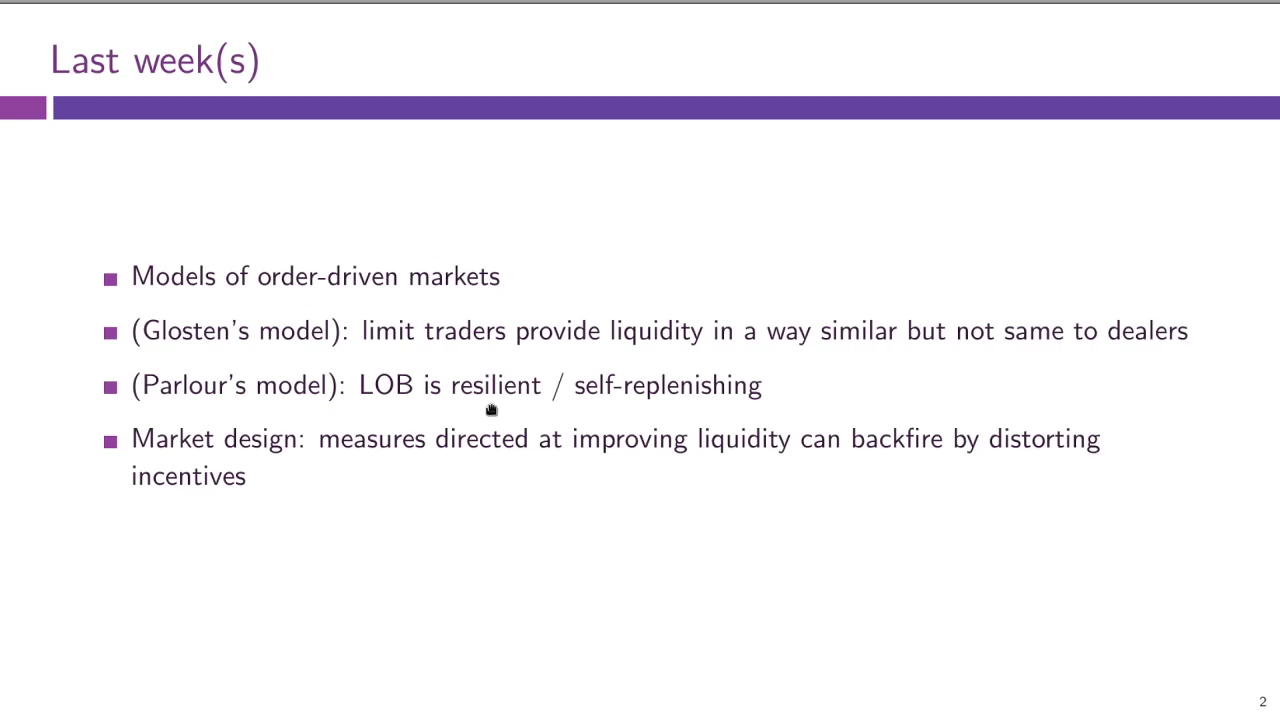 Last week(s)
Models of order-driven markets
(Glosten's model): limit traders provide liquidity in a way similar but not same to dealers
(Parlour's model): LOB is resilient / self-replenishing
Market design: measures directed at improving liquidity can backfire by distorting
incentives
2